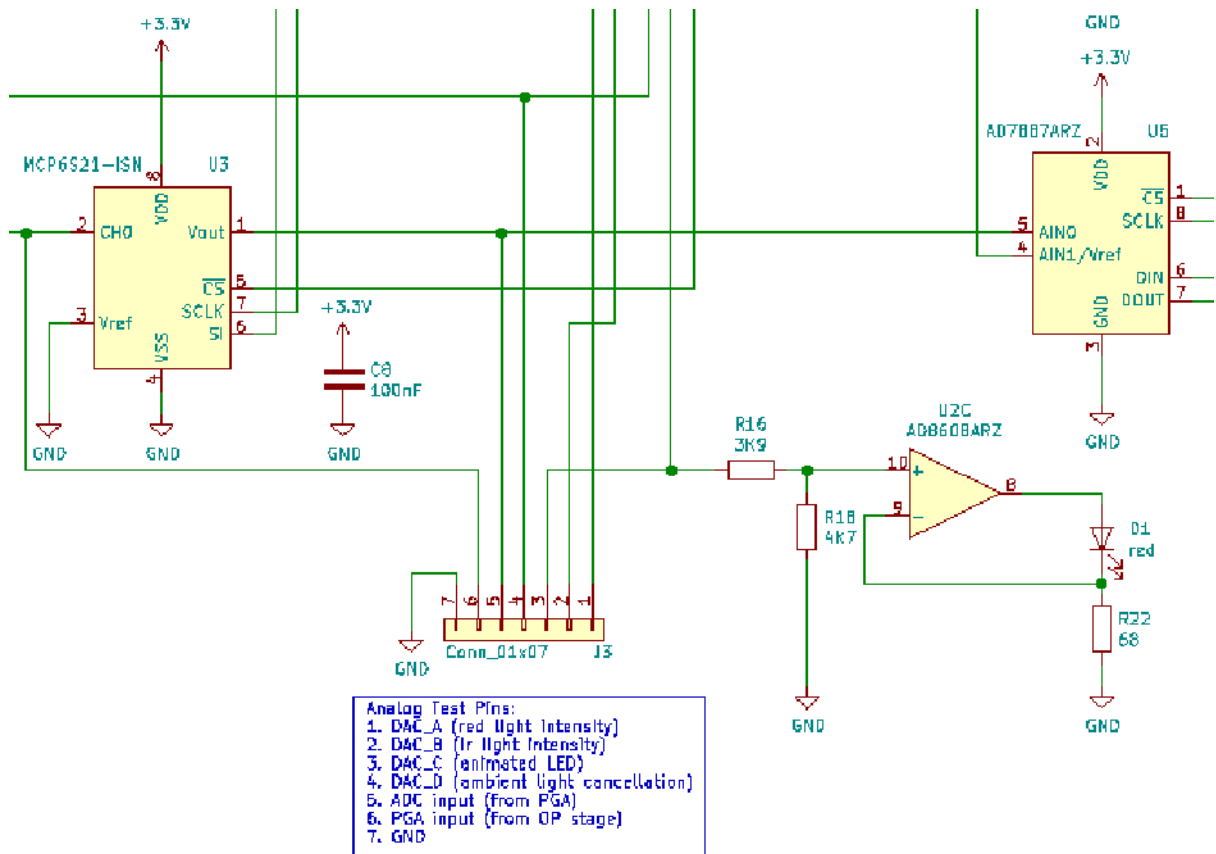 +3.3V
GND
+3.3V
MCP6S21-ISN
U3
AD7887ARZ
U5
8
VDD
2
CH0
Vout
1
3
Vref
CS
5
SCLK
7
SI
6
VSS
4
GND
GND
+3.3V
C8
100nF
GND
2
VDD
CS
1
SCLK
8
5
AIN0
4
AIN1/Vref
DIN
6
DOUT
7
GND
3
GND
U2C
AD8608ARZ
R16
3K9
10
+
9
-
8
R18
4K7
D1
red
R22
68
GND
GND
7
6
5
4
3
2
1
GND
Conn_01x07
J3
Analog Test Pins:
1. DAC_A (red light intensity)
2. DAC_B (ir light intensity)
3. DAC_C (animated LED)
4. DAC_D (ambient light cancellation)
5. ADC input (from PGA)
6. PGA input (from OP stage)
7. GND